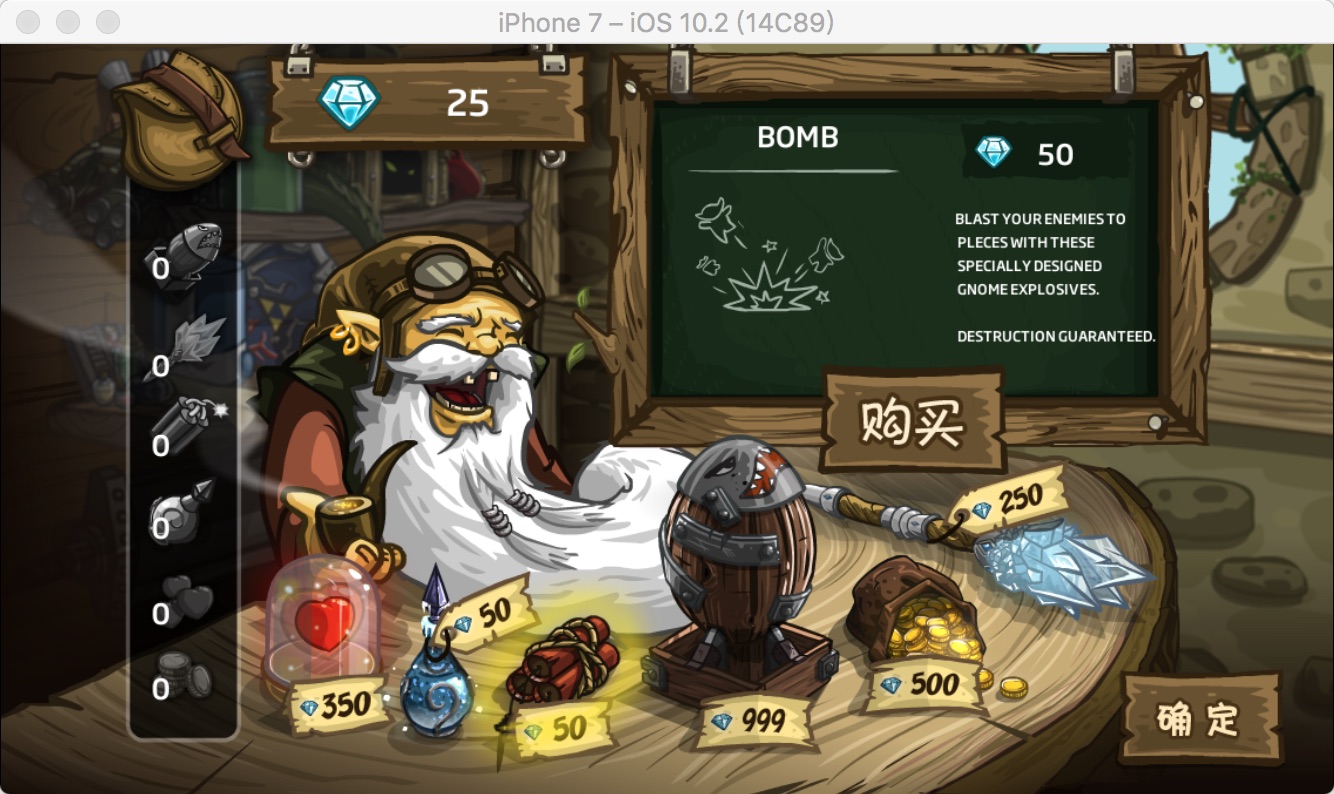 iPhone 7 – iOS 10.2 (14C89)
25
BOMB
50
BLAST YOUR ENEMIES TO
PLECES WITH THESE
SPECIALLY DESIGNED
GNOME EXPLOSIVES.
DESTRUCTION GUARANTEED.
购买
0
0
0
0
0
0
250
50
350
50
999
500
确定